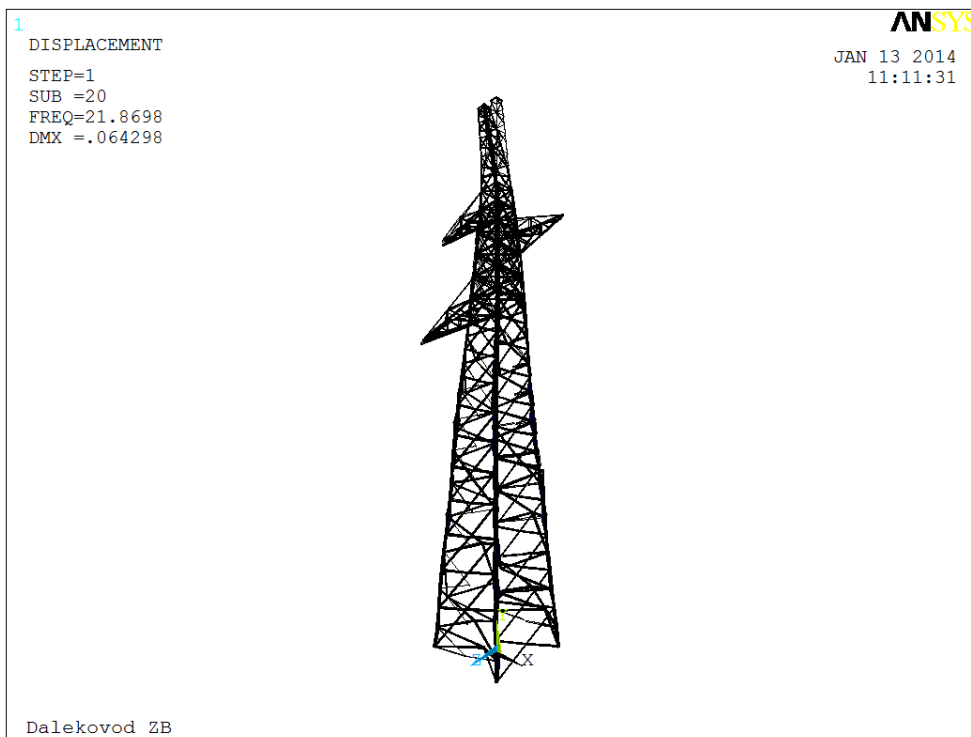 1
ANSYS
DISPLACEMENT
STEP=1
SUB =20
FREQ=21.8698
DMX =.064298
JAN 13 2014
11:11:31
Y
Z
X
Dalekovod ZB